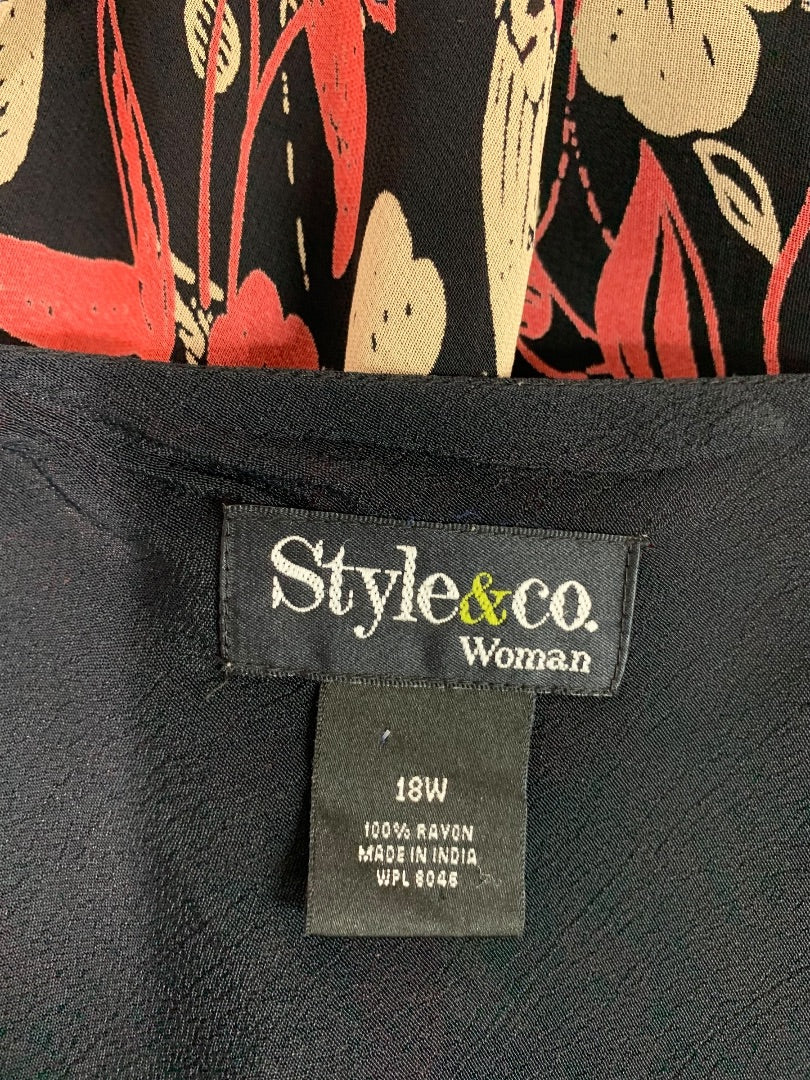 Style&co.
Woman
18W
100% RAYON
MADE IN INDIA
WPL 8046